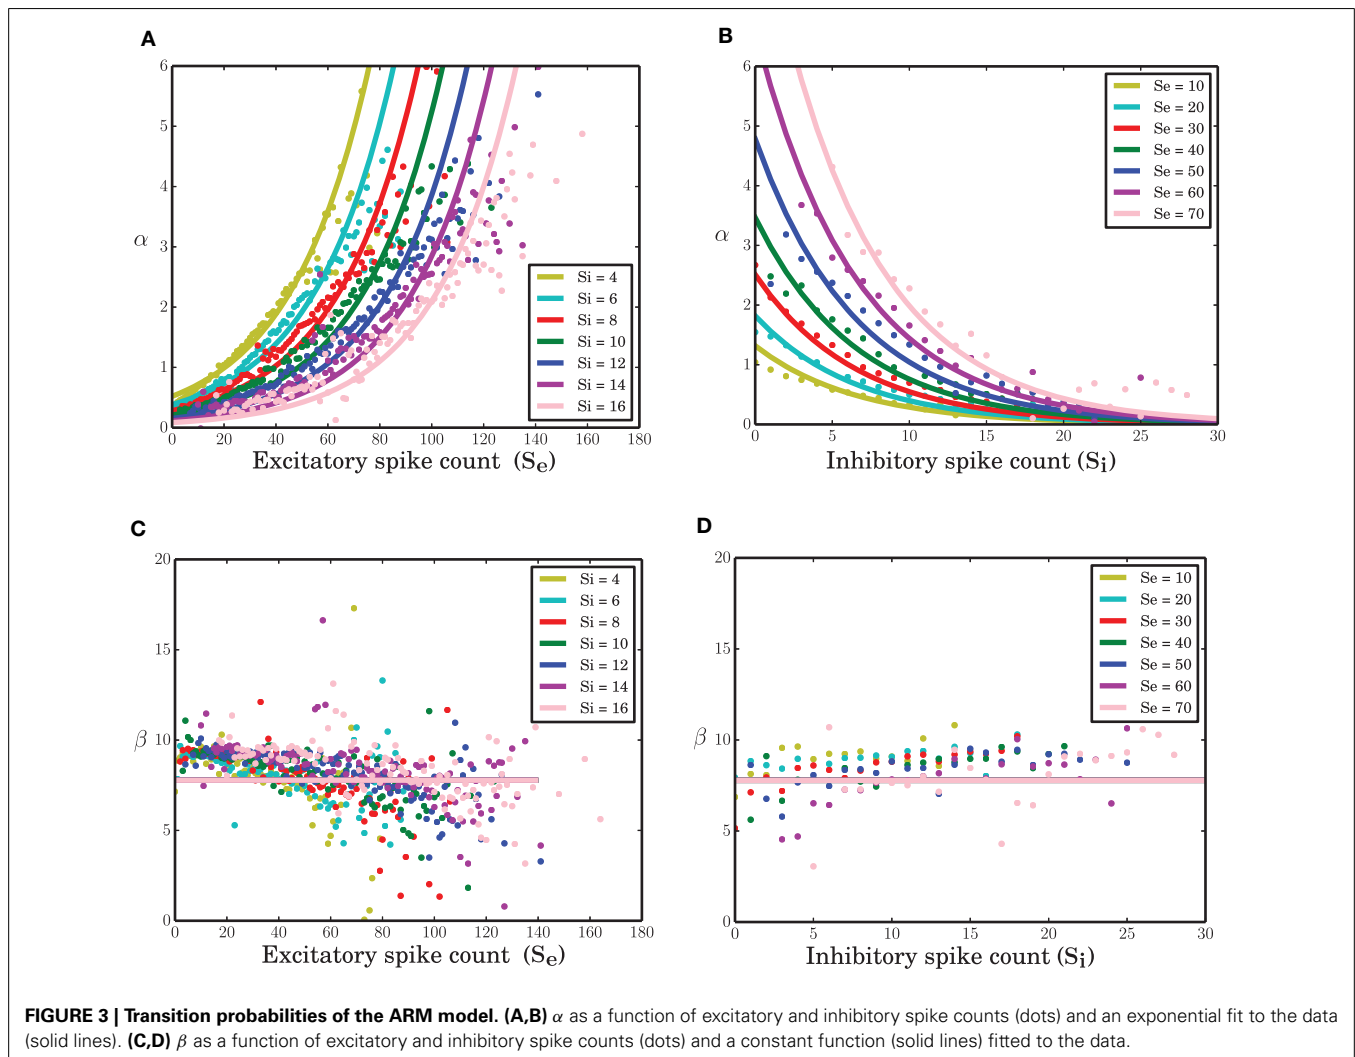 A
6
5
4
3
2
1
0
α
0 20 40 60 80 100 120 140 160 180
Excitatory spike count (Se)
Si = 4
Si = 6
Si = 8
Si = 10
Si = 12
Si = 14
Si = 16
B
6
5
4
3
2
1
0
α
0 5 10 15 20 25 30
Inhibitory spike count (Si)
Se = 10
Se = 20
Se = 30
Se = 40
Se = 50
Se = 60
Se = 70
C
20
15
10
5
0
β
0 20 40 60 80 100 120 140 160 180
Excitatory spike count (Se)
Si = 4
Si = 6
Si = 8
Si = 10
Si = 12
Si = 14
Si = 16
D
20
15
10
5
0
β
0 5 10 15 20 25 30
Inhibitory spike count (Si)
Se = 10
Se = 20
Se = 30
Se = 40
Se = 50
Se = 60
Se = 70
FIGURE 3 | Transition probabilities of the ARM model. (A,B) α as a function of excitatory and inhibitory spike counts (dots) and an exponential fit to the data
(solid lines). (C,D) β as a function of excitatory and inhibitory spike counts (dots) and a constant function (solid lines) fitted to the data.